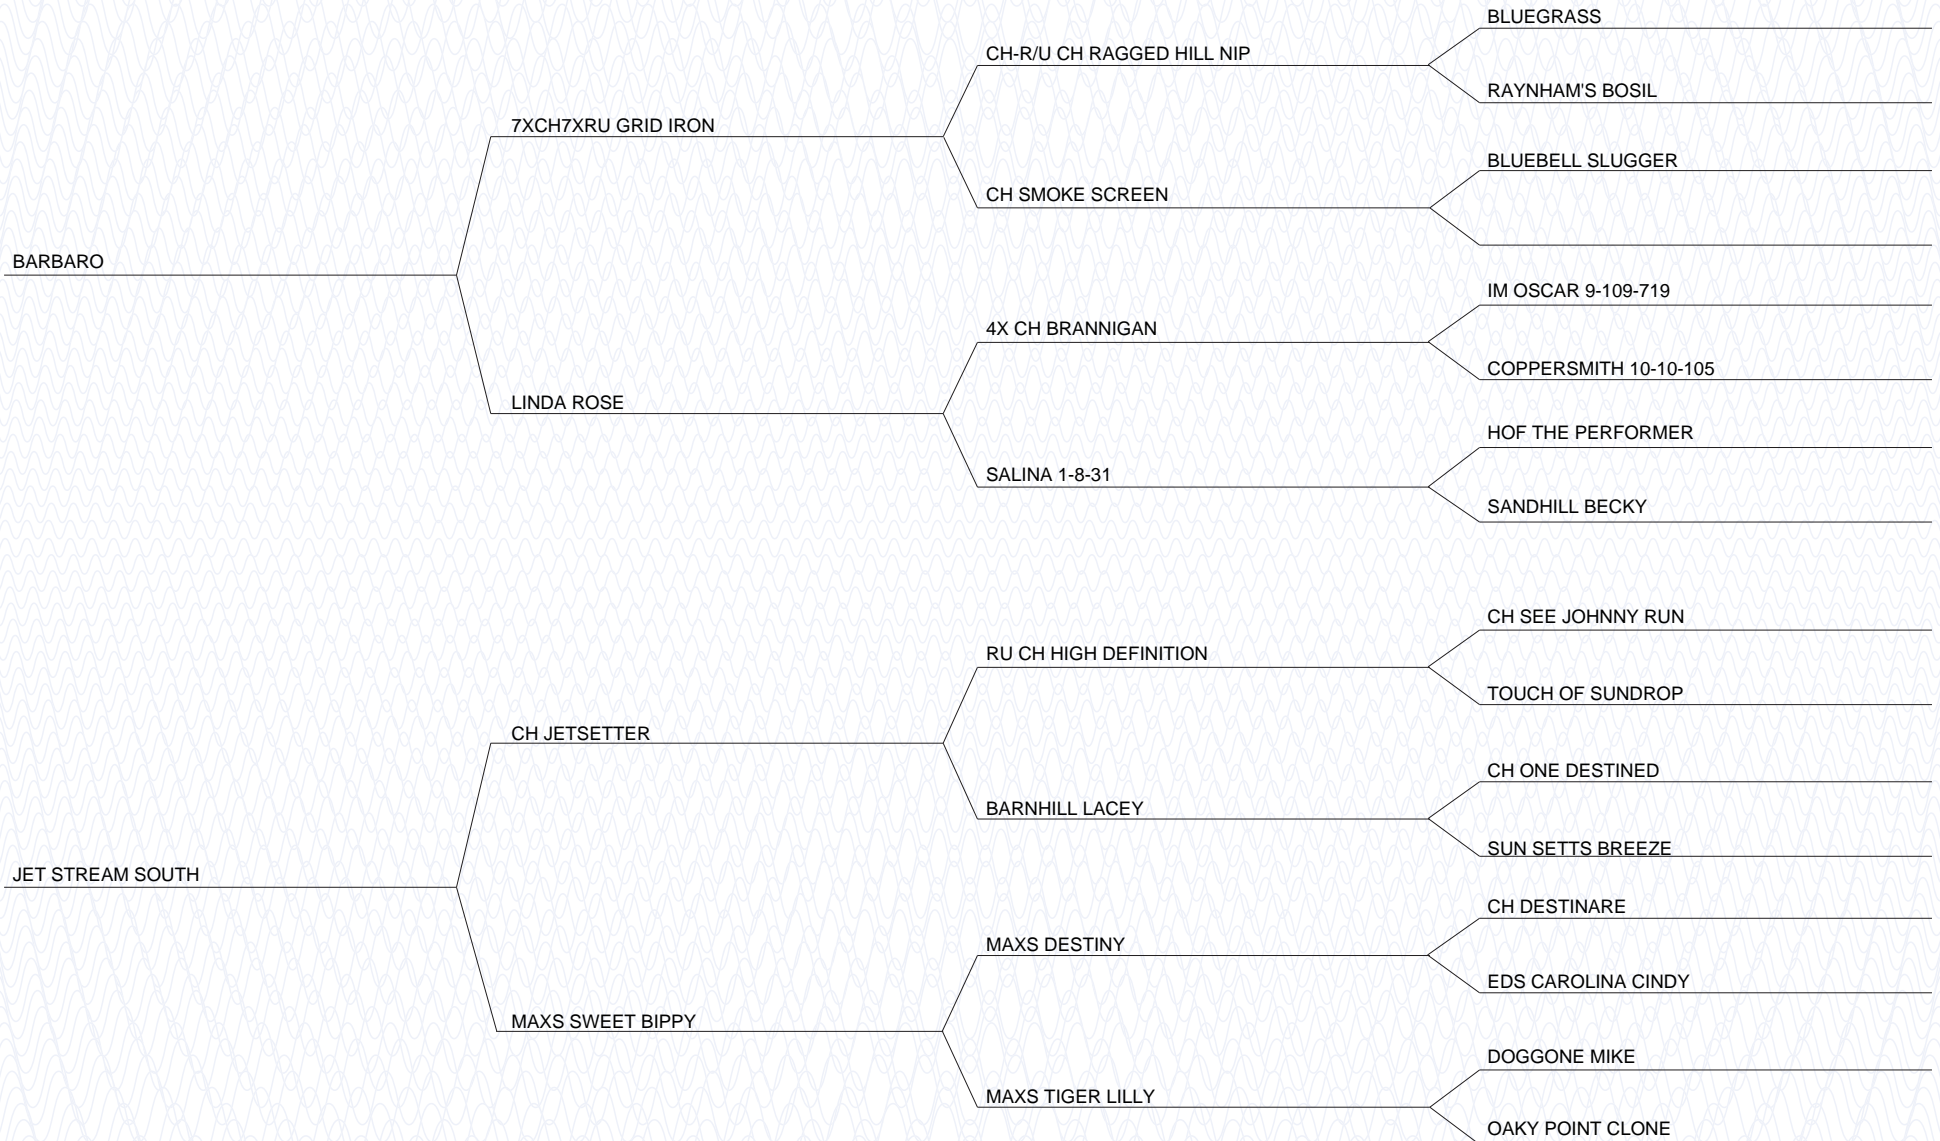 BLUEGRASS
CH-R/U CH RAGGED HILL NIP
RAYNHAM'S BOSIL
7XCH7XRU GRID IRON
BLUEBELL SLUGGER
CH SMOKE SCREEN
BARBARO
IM OSCAR 9-109-719
4X CH BRANNIGAN
COPPERSMITH 10-10-105
LINDA ROSE
HOF THE PERFORMER
SALINA 1-8-31
SANDHILL BECKY
CH SEE JOHNNY RUN
RU CH HIGH DEFINITION
TOUCH OF SUNDROP
CH JETSETTER
CH ONE DESTINED
BARNHILL LACEY
SUN SETTS BREEZE
JET STREAM SOUTH
CH DESTINARE
MAXS DESTINY
EDS CAROLINA CINDY
MAXS SWEET BIPPY
DOGGONE MIKE
MAXS TIGER LILLY
OAKY POINT CLONE